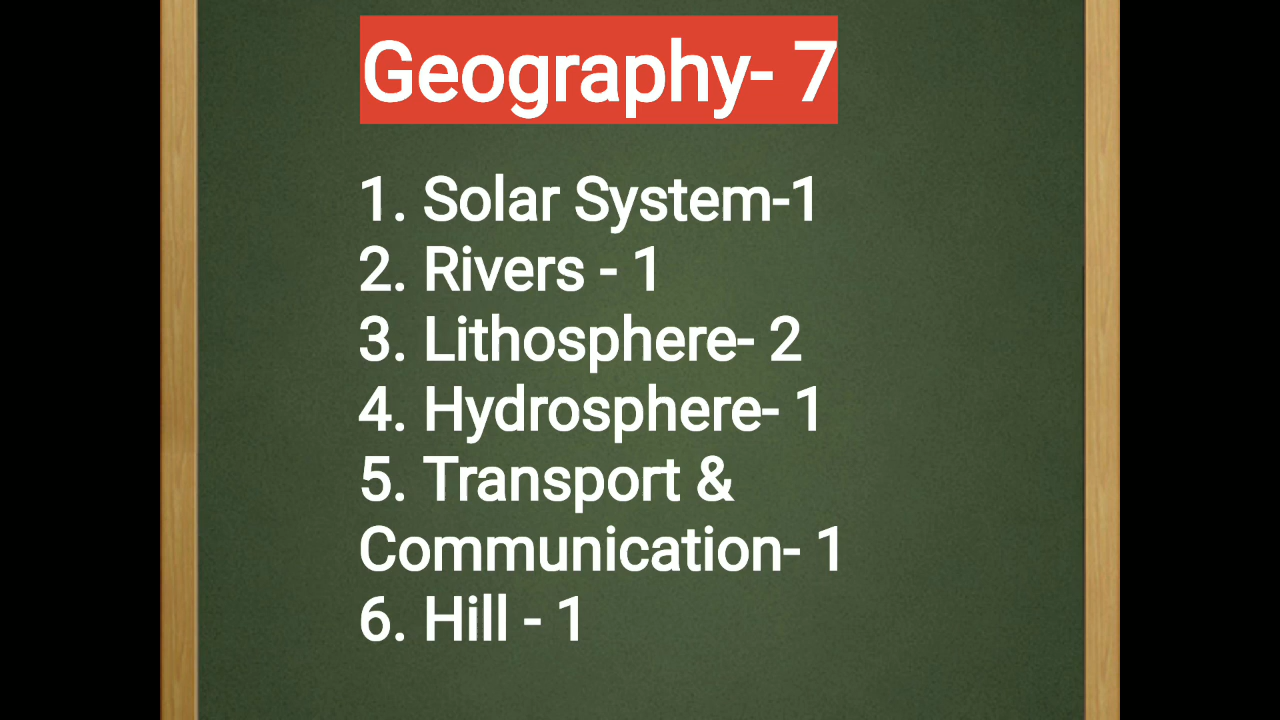 Geography- 7
1. Solar System-1
2. Rivers - 1
3. Lithosphere- 2
4. Hydrosphere- 1
5. Transport &
Communication- 1
6. Hill - 1